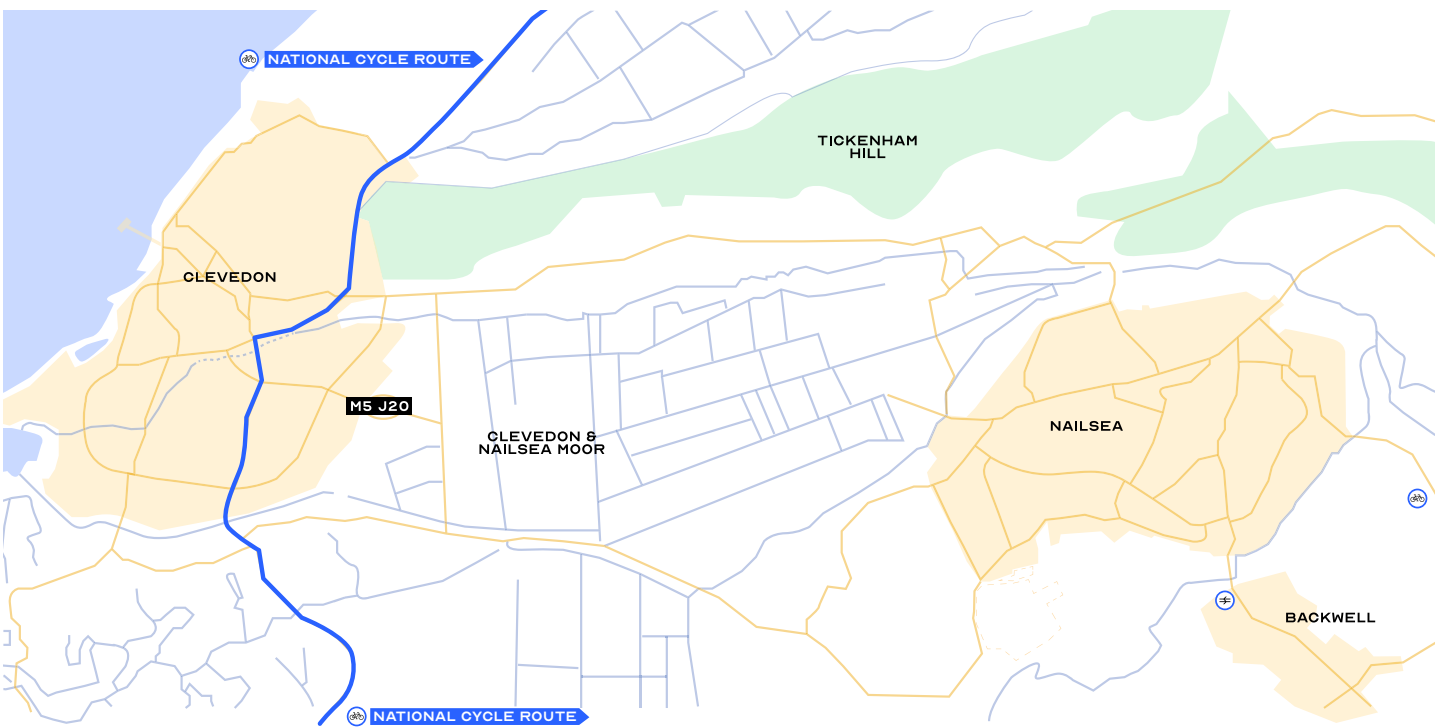 NATIONAL CYCLE ROUTE
TICKENHAM
HILL
CLEVEDON
M5 J20
CLEVEDON &
NAILSEA MOOR
NAILSEA
BACKWELL
NATIONAL CYCLE ROUTE